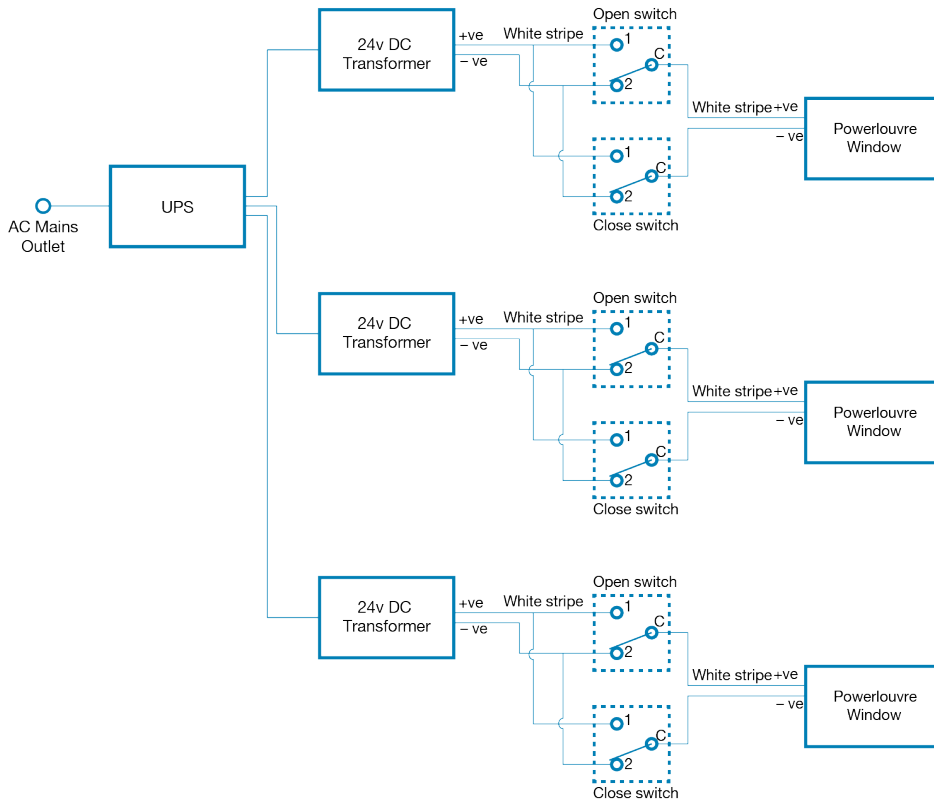 Open switch
24v DC
Transformer
+ve
White stripe
– ve
1
C
2
White stripe+ve
– ve
Powerlouvre
Window
1
C
2
Close switch
UPS
AC Mains
Outlet
Open switch
24v DC
Transformer
+ve
White stripe
– ve
1
C
2
White stripe+ve
– ve
Powerlouvre
Window
1
C
2
Close switch
Open switch
24v DC
Transformer
+ve
White stripe
– ve
1
C
2
White stripe+ve
– ve
Powerlouvre
Window
1
C
2
Close switch